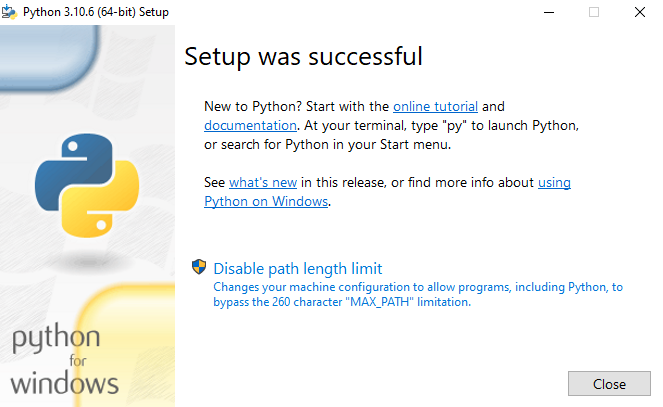 Python 3.10.6 (64-bit) Setup
Setup was successful
New to Python? Start with the online tutorial and
documentation. At your terminal, type "py" to launch Python,
or search for Python in your Start menu.
See what's new in this release, or find more info about using
Python on Windows.
Disable path length limit
Changes your machine configuration to allow programs, including Python, to
bypass the 260 character "MAX_PATH" limitation.
python
for
windows
Close